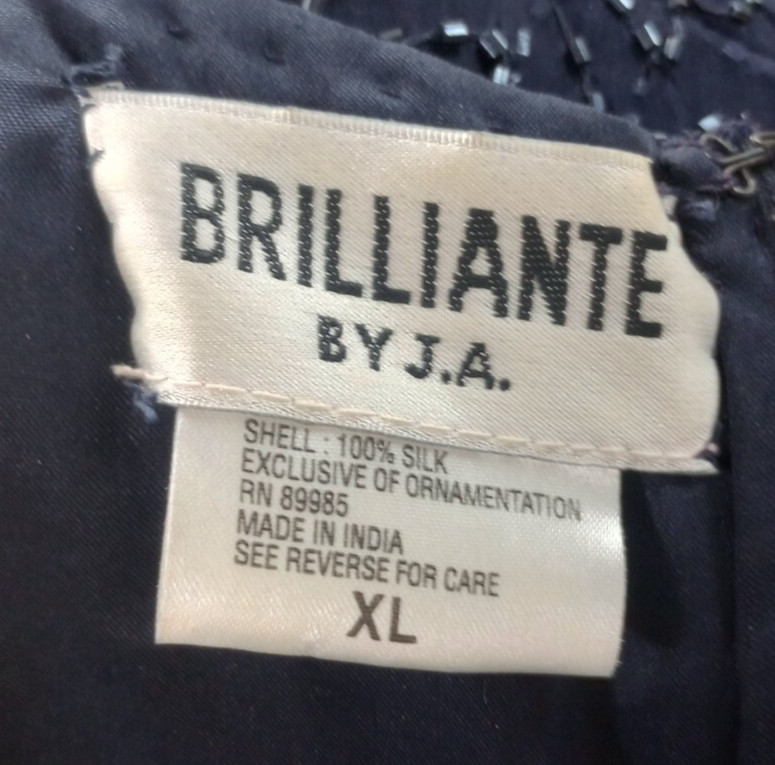 BRILLIANTE
BY J.A.
SHELL : 100% SILK
EXCLUSIVE OF ORNAMENTATION
RN 89985
MADE IN INDIA
SEE REVERSE FOR CARE
XL